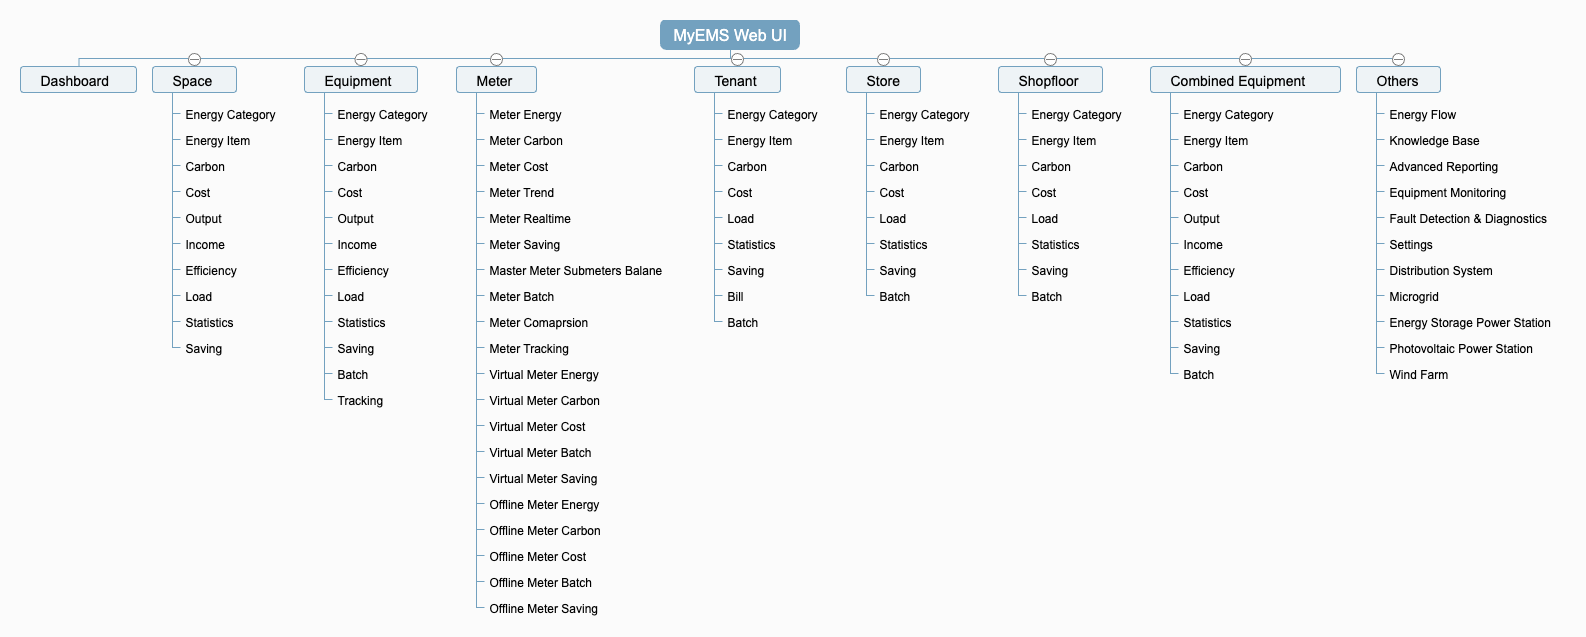 MyEMS Web UI
Dashboard
Space
Energy Category
Energy Item
Carbon
Cost
Output
Income
Efficiency
Load
Statistics
Saving
Equipment
Energy Category
Energy Item
Carbon
Cost
Output
Income
Efficiency
Load
Statistics
Saving
Batch
Tracking
Meter
Meter Energy
Meter Carbon
Meter Cost
Meter Trend
Meter Realtime
Meter Saving
Master Meter Submeters Balane
Meter Batch
Meter Comaprsion
Meter Tracking
Virtual Meter Energy
Virtual Meter Carbon
Virtual Meter Cost
Virtual Meter Batch
Virtual Meter Saving
Offline Meter Energy
Offline Meter Carbon
Offline Meter Cost
Offline Meter Batch
Offline Meter Saving
Tenant
Energy Category
Energy Item
Carbon
Cost
Load
Statistics
Saving
Bill
Batch
Store
Energy Category
Energy Item
Carbon
Cost
Load
Statistics
Saving
Batch
Shopfloor
Energy Category
Energy Item
Carbon
Cost
Load
Statistics
Saving
Batch
Combined Equipment
Energy Category
Energy Item
Carbon
Cost
Output
Income
Efficiency
Load
Statistics
Saving
Batch
Others
Energy Flow
Knowledge Base
Advanced Reporting
Equipment Monitoring
Fault Detection & Diagnostics
Settings
Distribution System
Microgrid
Energy Storage Power Station
Photovoltaic Power Station
Wind Farm